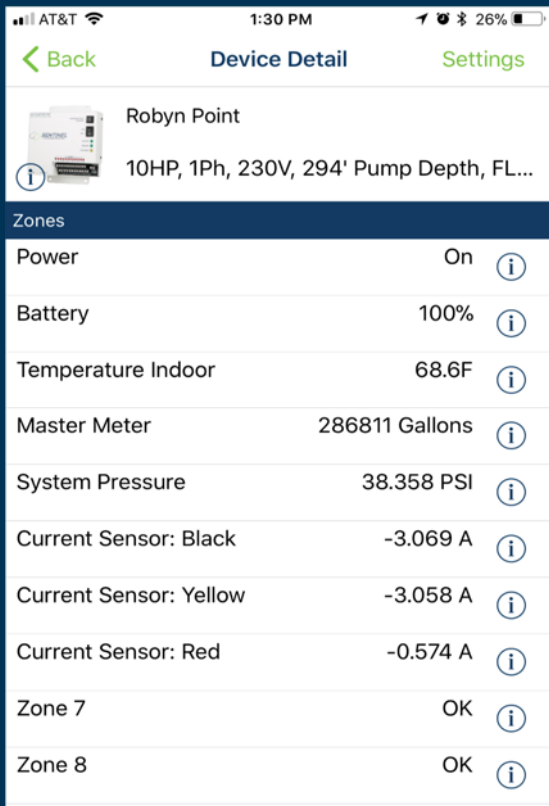 AT&T 1:30 PM 26%
Back Device Detail Settings
Robyn Point
SENTINEL
10HP, 1Ph, 230V, 294' Pump Depth, FL...
Zones
Power On
Battery 100%
Temperature Indoor 68.6F
Master Meter 286811 Gallons
System Pressure 38.358 PSI
Current Sensor: Black -3.069 A
Current Sensor: Yellow -3.058 A
Current Sensor: Red -0.574 A
Zone 7 OK
Zone 8 OK